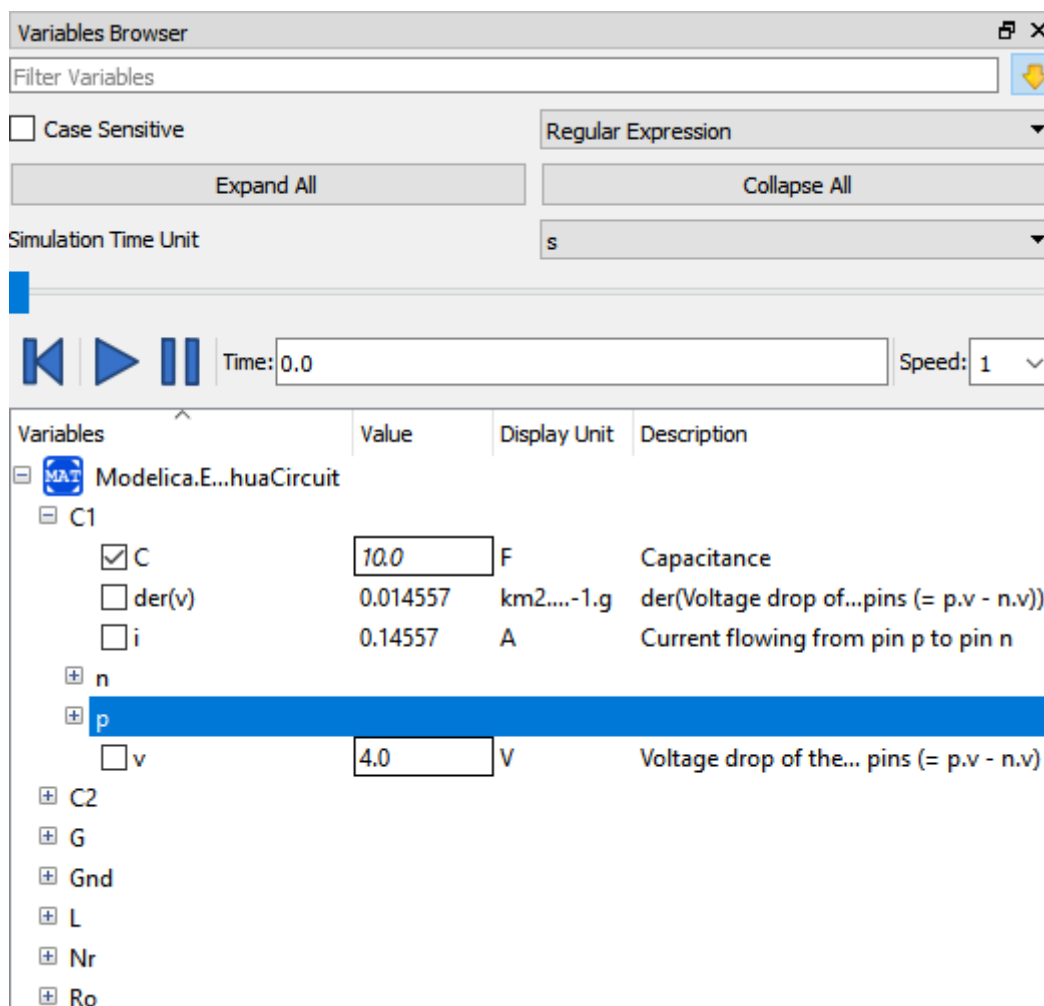 Variables Browser
Filter Variables
Case Sensitive Regular Expression
Expand All Collapse All
Simulation Time Unit s
Time: 0.0 Speed: 1
Variables Value Display Unit Description
MAT Modelica.E...huaCircuit
C1
C 10.0 F Capacitance
der(v) 0.014557 km2....-1.g der(Voltage drop of...pins (= p.v - n.v))
i 0.14557 A Current flowing from pin p to pin n
n
p
v 4.0 V Voltage drop of the... pins (= p.v - n.v)
C2
G
Gnd
L
Nr
Ro